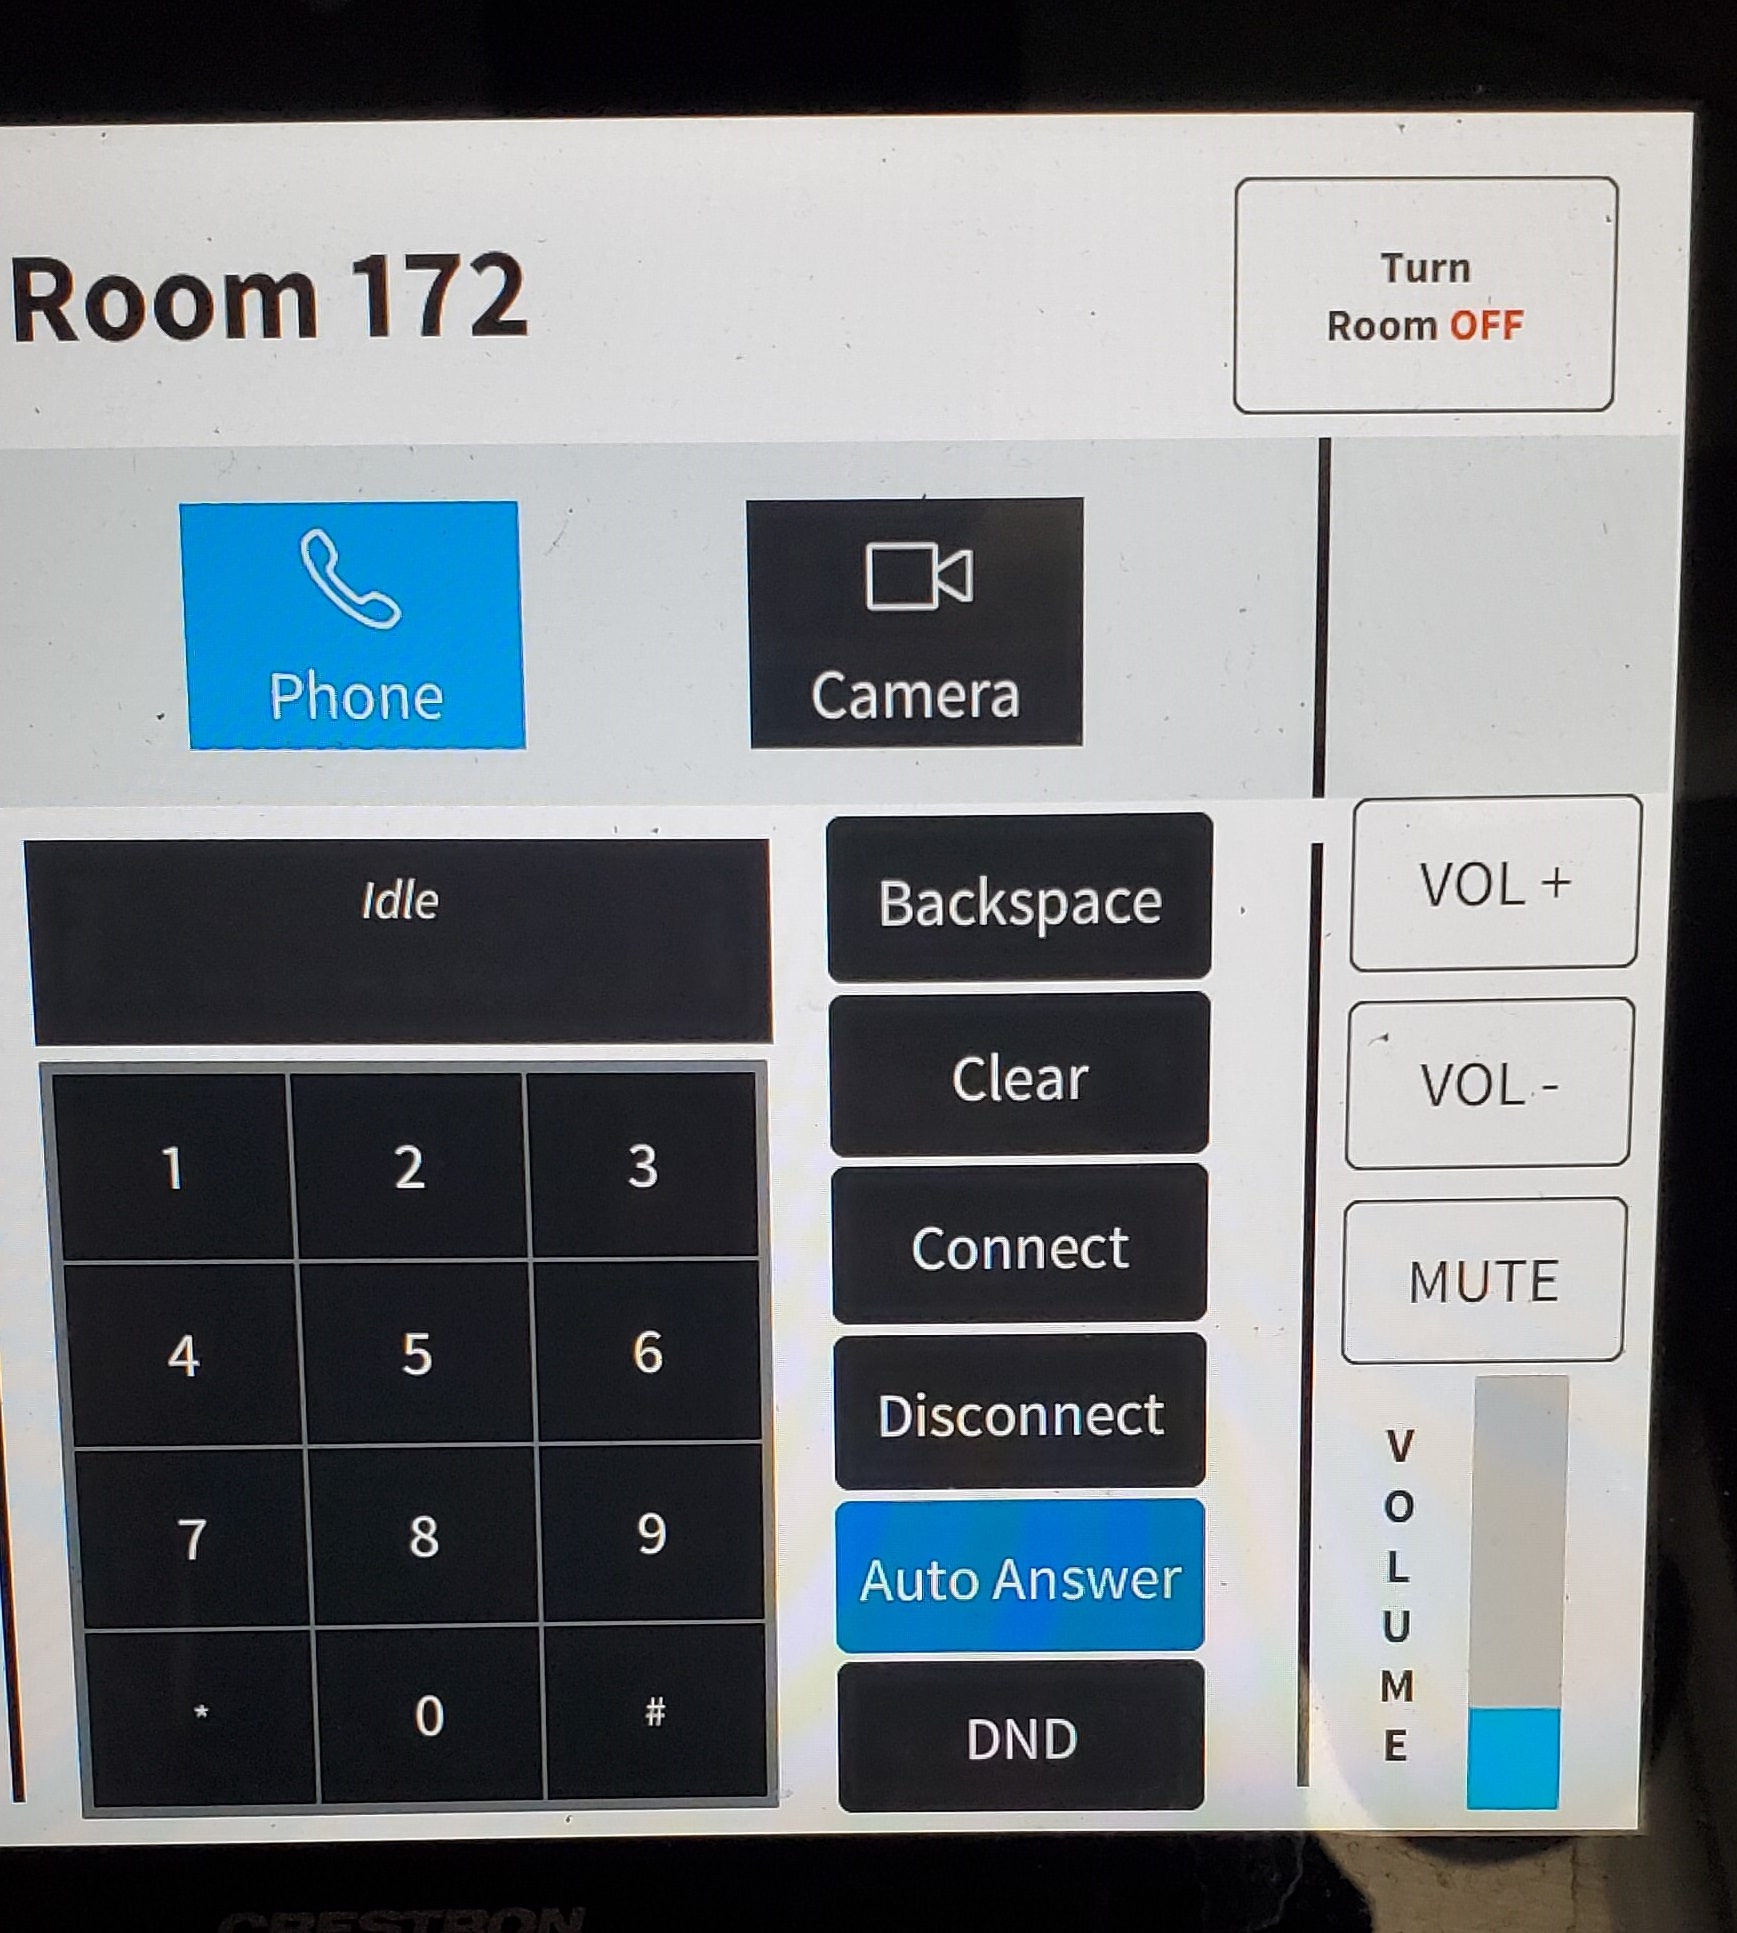 Room 172
Turn
Room OFF
Phone
Camera
Idle
Backspace
VOL +
Clear
VOL -
1 2 3
Connect
MUTE
4 5 6
Disconnect
7 8 9
Auto Answer
* 0 #
DND
VOLUME
CRESTRON